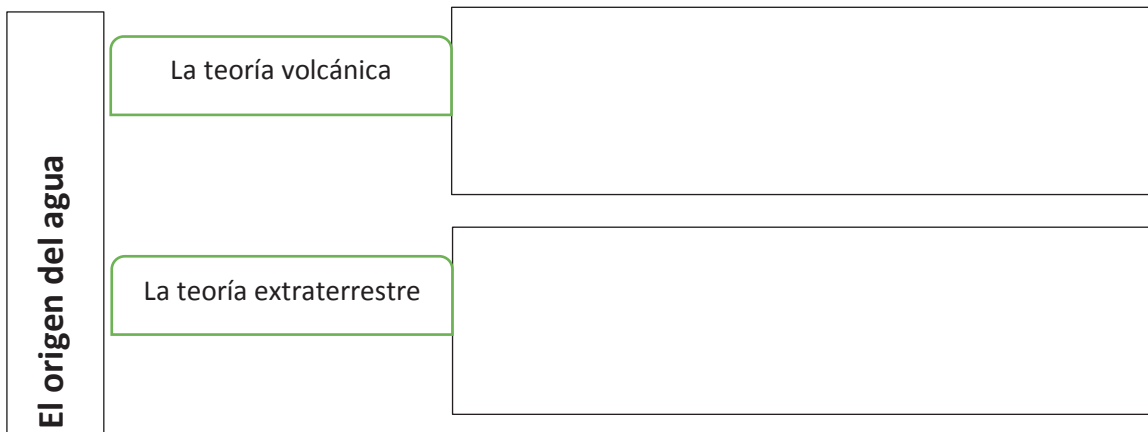 El origen del agua
La teoría volcánica
La teoría extraterrestre